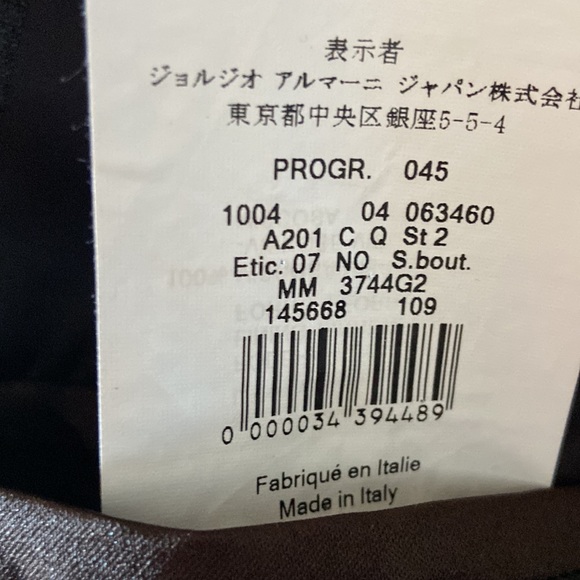 表示者
ジョルジオ アルマーニ ジャパン株式会社
東京都中央区銀座5-5-4
PROGR. 045
1004 04 063460
A201 C Q St 2
Etic: 07 NO S.bout.
MM 3744G2
145668 109
0 000034 394489
Fabriqué en Italie
Made in Italy